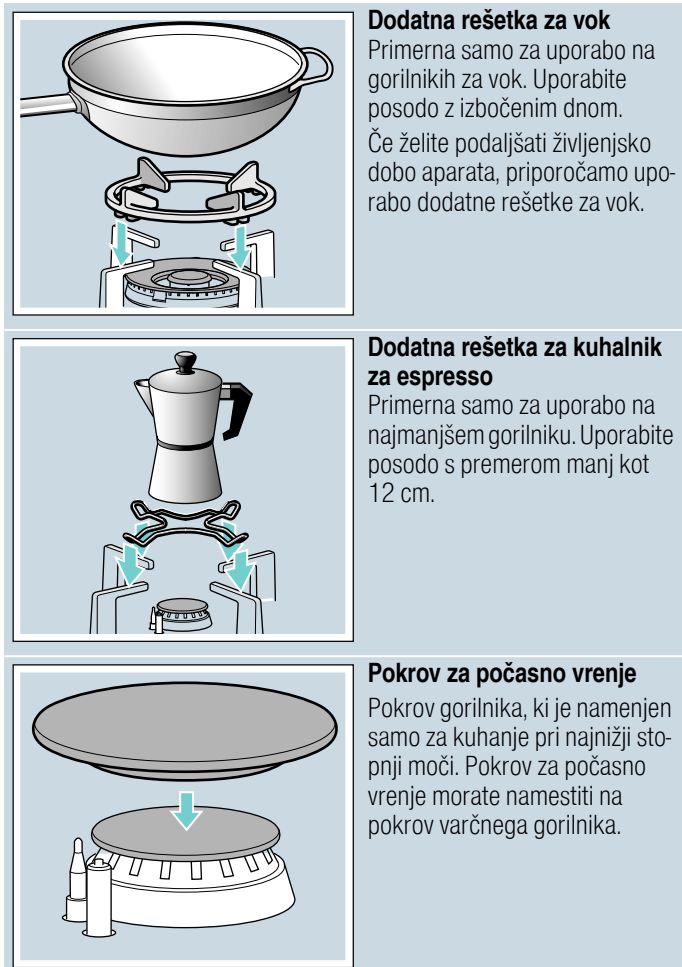 Dodatna rešetka za vok
Primerna samo za uporabo na
gorilnikih za vok. Uporabite
posodo z izbočenim dnom.
Če želite podaljšati življenjsko
dobo aparata, priporočamo upo-
rabo dodatne rešetke za vok.
Dodatna rešetka za kuhalnik
za espresso
Primerna samo za uporabo na
najmanjšem gorilniku. Uporabite
posodo s premerom manj kot
12 cm.
Pokrov za počasno vrenje
Pokrov gorilnika, ki je namenjen
samo za kuhanje pri najnižji sto-
pnji moči. Pokrov za počasno
vrenje morate namestiti na
pokrov varčnega gorilnika.